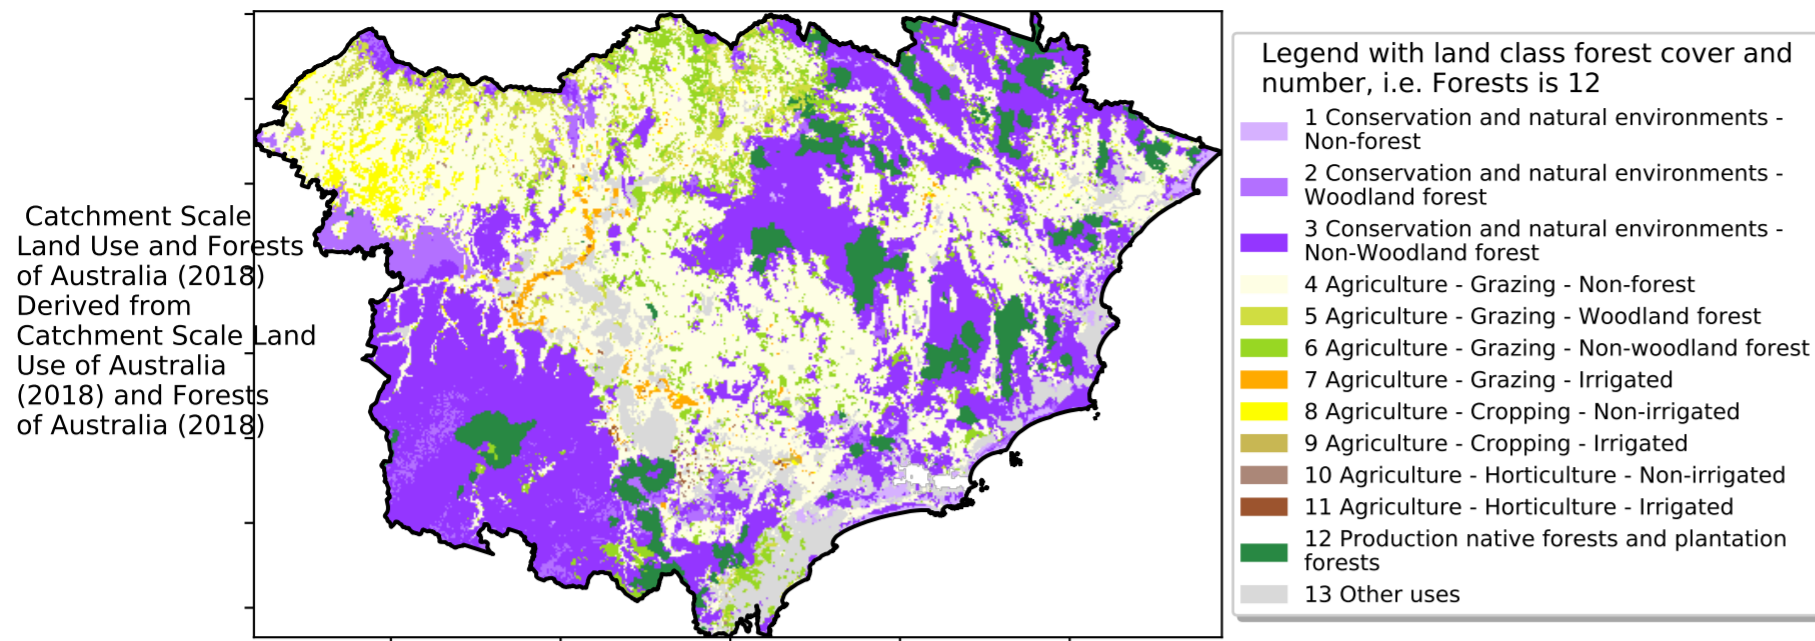 Catchment Scale
Land Use and Forests
of Australia (2018)
Derived from
Catchment Scale Land
Use of Australia
(2018) and Forests
of Australia (2018)
Legend with land class forest cover and
number, i.e. Forests is 12
1 Conservation and natural environments -
Non-forest
2 Conservation and natural environments -
Woodland forest
3 Conservation and natural environments -
Non-Woodland forest
4 Agriculture - Grazing - Non-forest
5 Agriculture - Grazing - Woodland forest
6 Agriculture - Grazing - Non-woodland forest
7 Agriculture - Grazing - Irrigated
8 Agriculture - Cropping - Non-irrigated
9 Agriculture - Cropping - Irrigated
10 Agriculture - Horticulture - Non-irrigated
11 Agriculture - Horticulture - Irrigated
12 Production native forests and plantation
forests
13 Other uses